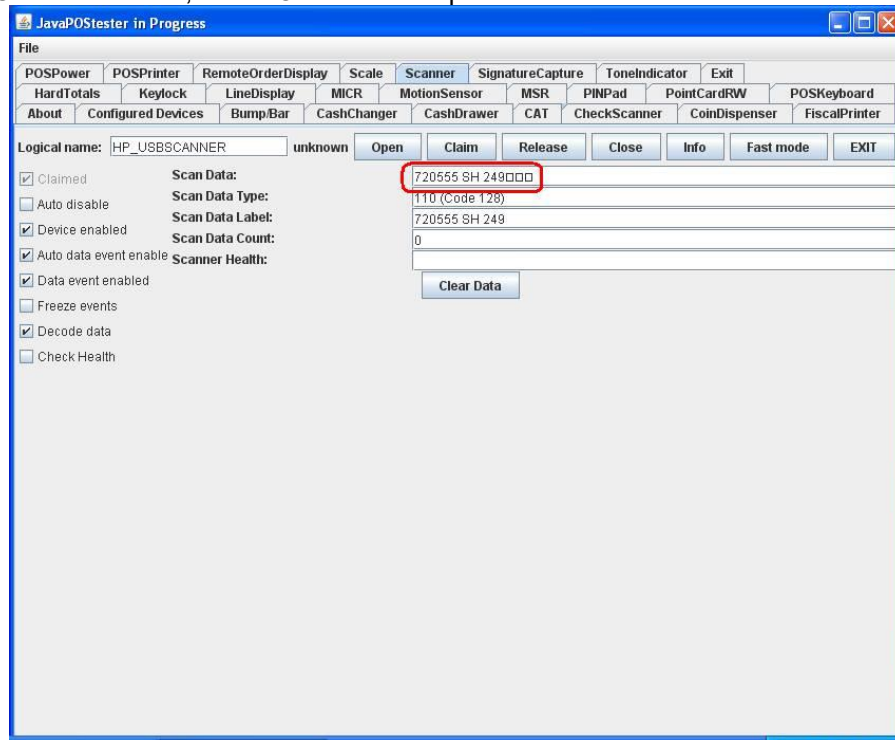 JavaPOStester in Progress
File
POSPower POSPrinter RemoteOrderDisplay Scale Scanner SignatureCapture ToneIndicator Exit
HardTotals Keylock LineDisplay MICR MotionSensor MSR PINPad PointCardRW POSKeyboard
About Configured Devices Bump/Bar CashChanger CashDrawer CAT CheckScanner CoinDispenser FiscalPrinter
Logical name: HP_USBSCANNER unknown Open Claim Release Close Info Fast mode EXIT
Claimed Scan Data: 720555 SH 249□□□
Auto disable Scan Data Type: 110 (Code 128)
Device enabled Scan Data Label: 720555 SH 249
Scan Data Count: 0
Auto data event enable Scanner Health:
Data event enabled Clear Data
Freeze events
Decode data
Check Health